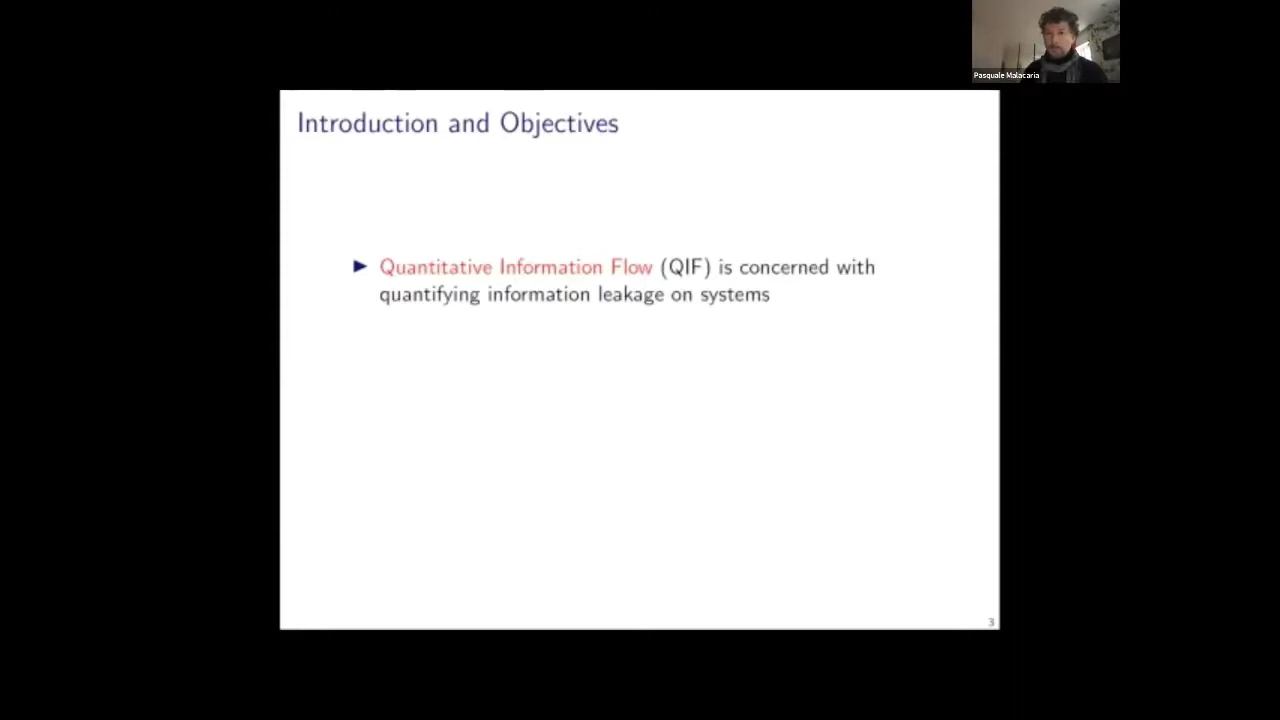 Pasquale Malacaria
Introduction and Objectives
▶ Quantitative Information Flow (QIF) is concerned with
quantifying information leakage on systems
3